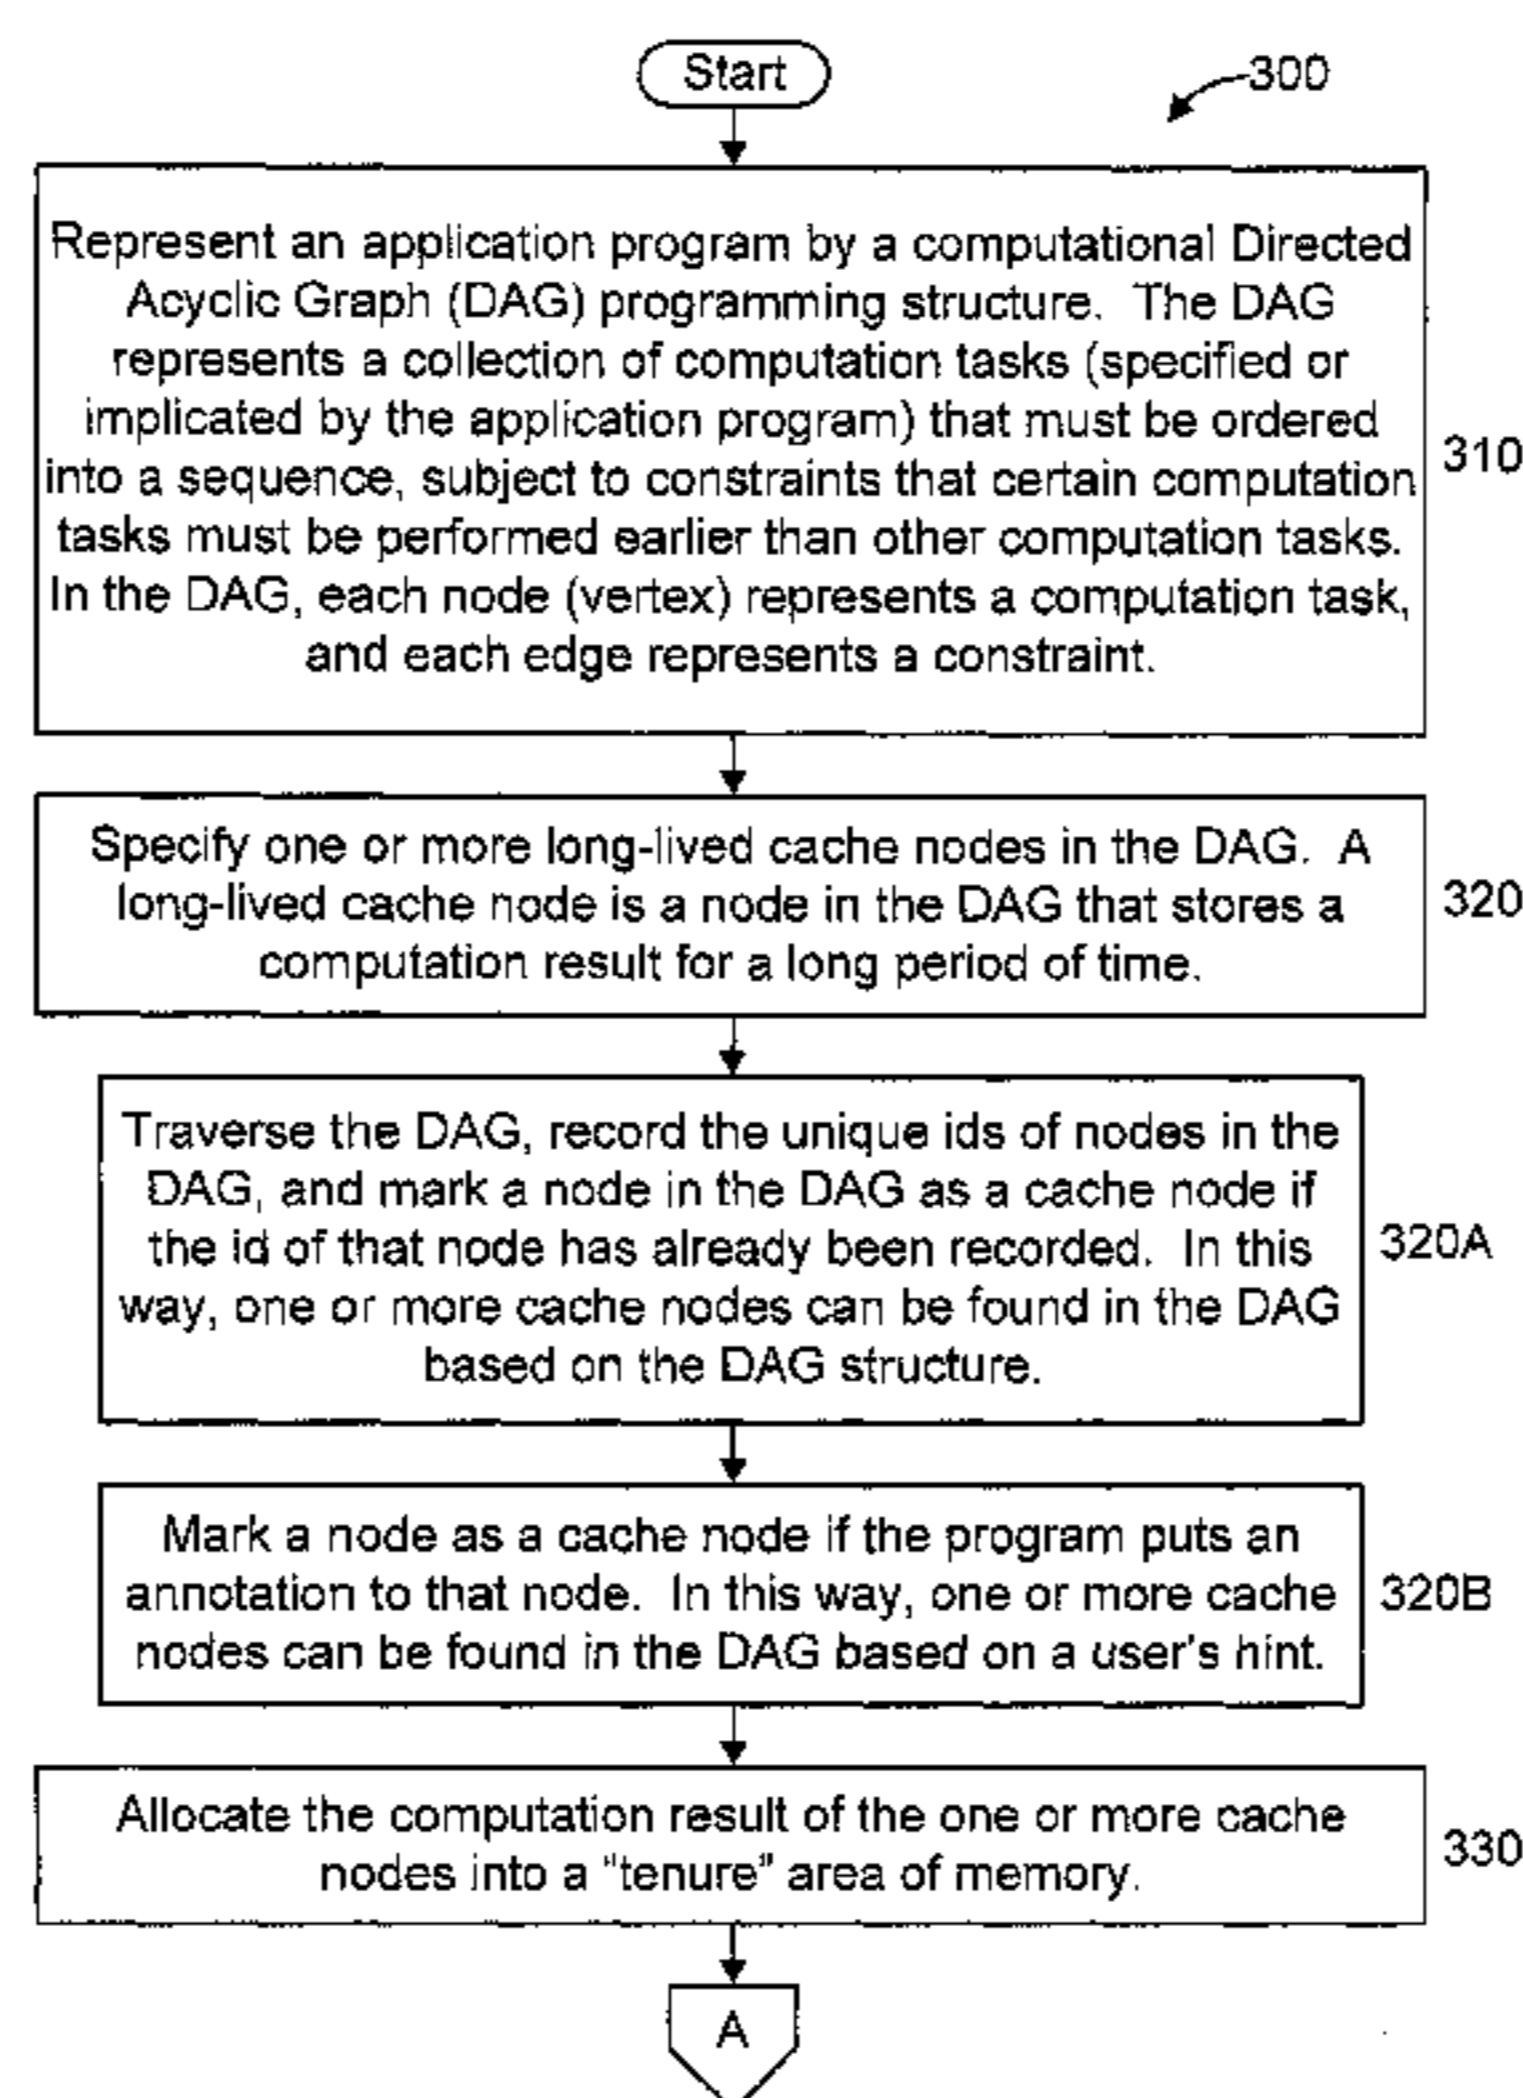 Start
300
Represent an application program by a computational Directed
Acyclic Graph (DAG) programming structure. The DAG
represents a collection of computation tasks (specified or
implicated by the application program) that must be ordered
into a sequence, subject to constraints that certain computation
tasks must be performed earlier than other computation tasks.
In the DAG, each node (vertex) represents a computation task,
and each edge represents a constraint.
310
Specify one or more long-lived cache nodes in the DAG. A
long-lived cache node is a node in the DAG that stores a
computation result for a long period of time.
320
Traverse the DAG, record the unique ids of nodes in the
DAG, and mark a node in the DAG as a cache node if
the id of that node has already been recorded. In this
way, one or more cache nodes can be found in the DAG
based on the DAG structure.
320A
Mark a node as a cache node if the program puts an
annotation to that node. In this way, one or more cache
nodes can be found in the DAG based on a user's hint.
320B
Allocate the computation result of the one or more cache
nodes into a "tenure" area of memory.
330
A